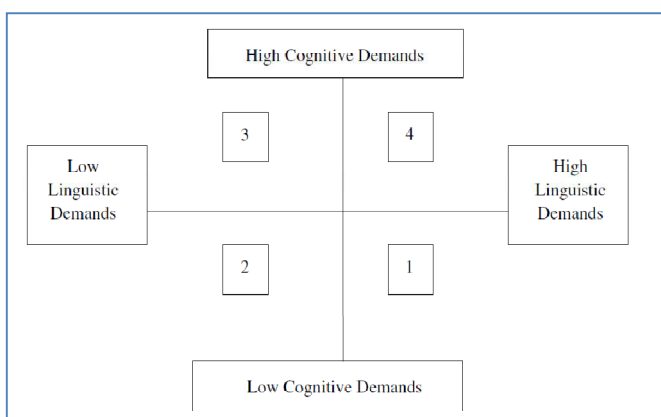 High Cognitive Demands
3
4
Low
Linguistic
Demands
High
Linguistic
Demands
2
1
Low Cognitive Demands